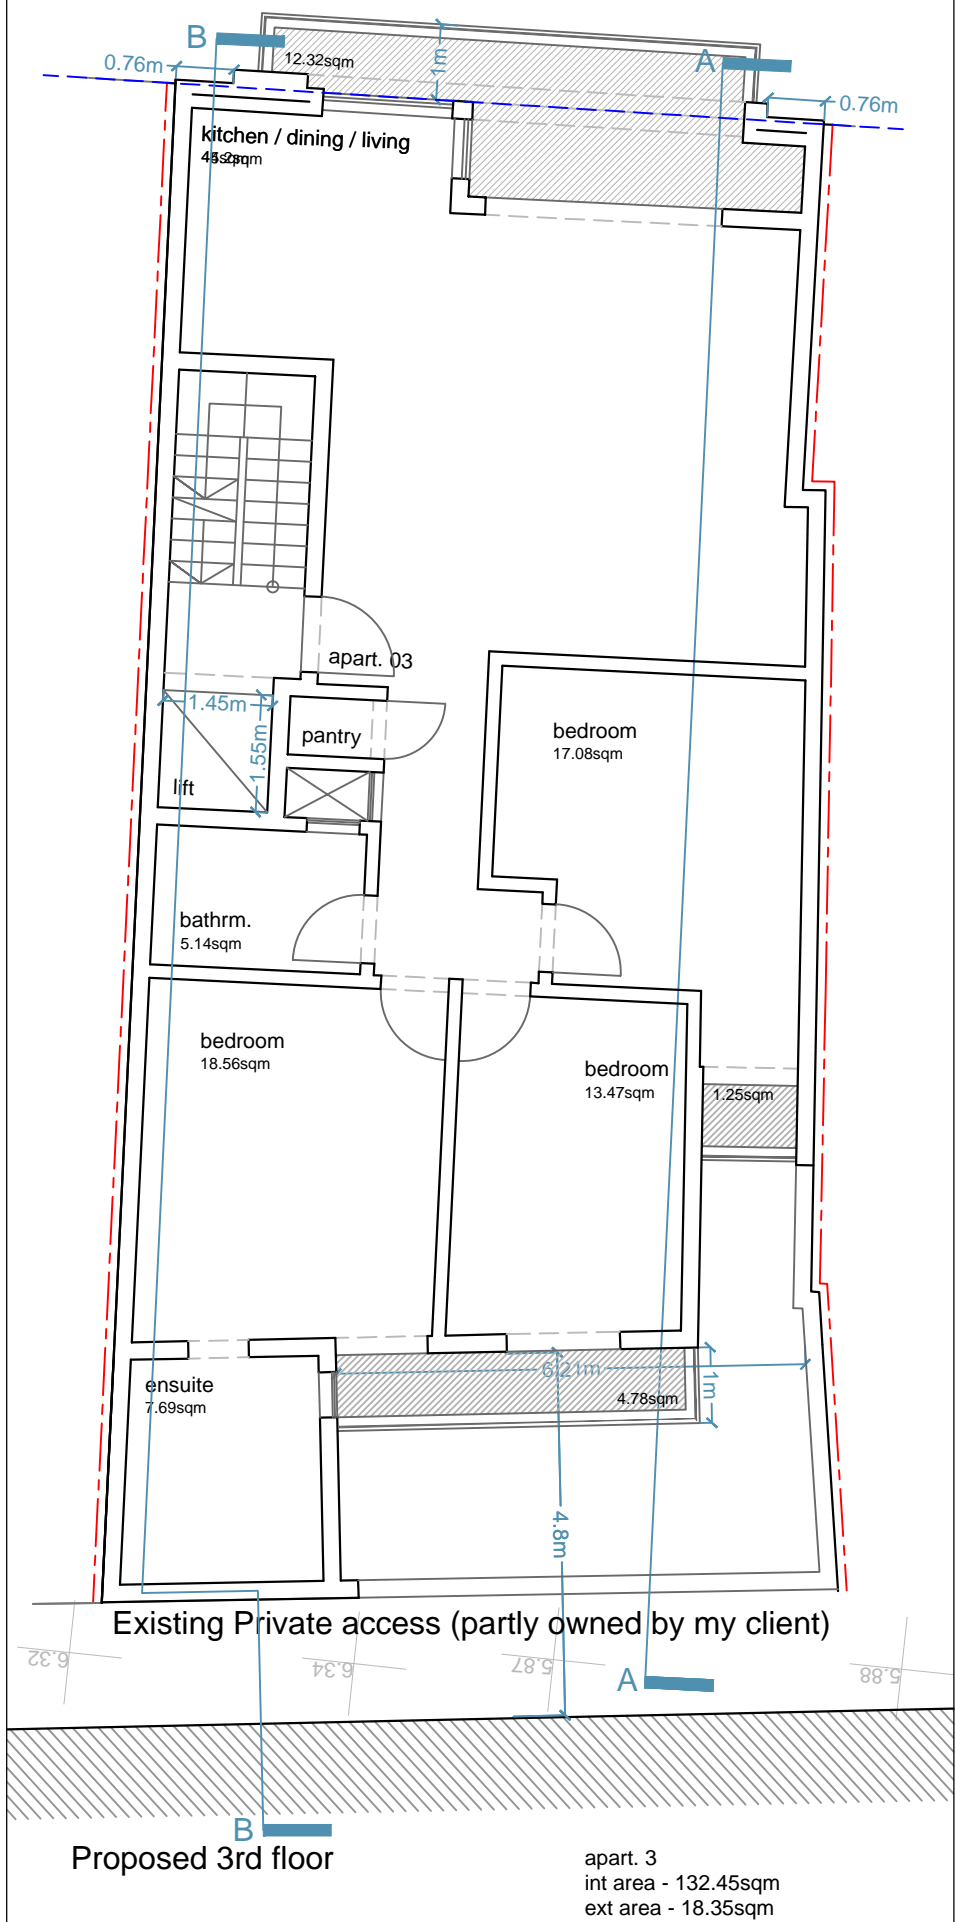 B
A
12.32sqm
1m
0.76m
0.76m
kitchen / dining / living
apart. 03
1.45m
1.55m
pantry
lift
bedroom
17.08sqm
bathrm.
5.14sqm
bedroom
18.56sqm
bedroom
13.47sqm
1.25sqm
6.21m
ensuite
7.69sqm
4.78sqm
1m
4.8m
Existing Private access (partly owned by my client)
6.32
6.34
5.87
5.88
A
B
Proposed 3rd floor
apart. 3
int area - 132.45sqm
ext area - 18.35sqm